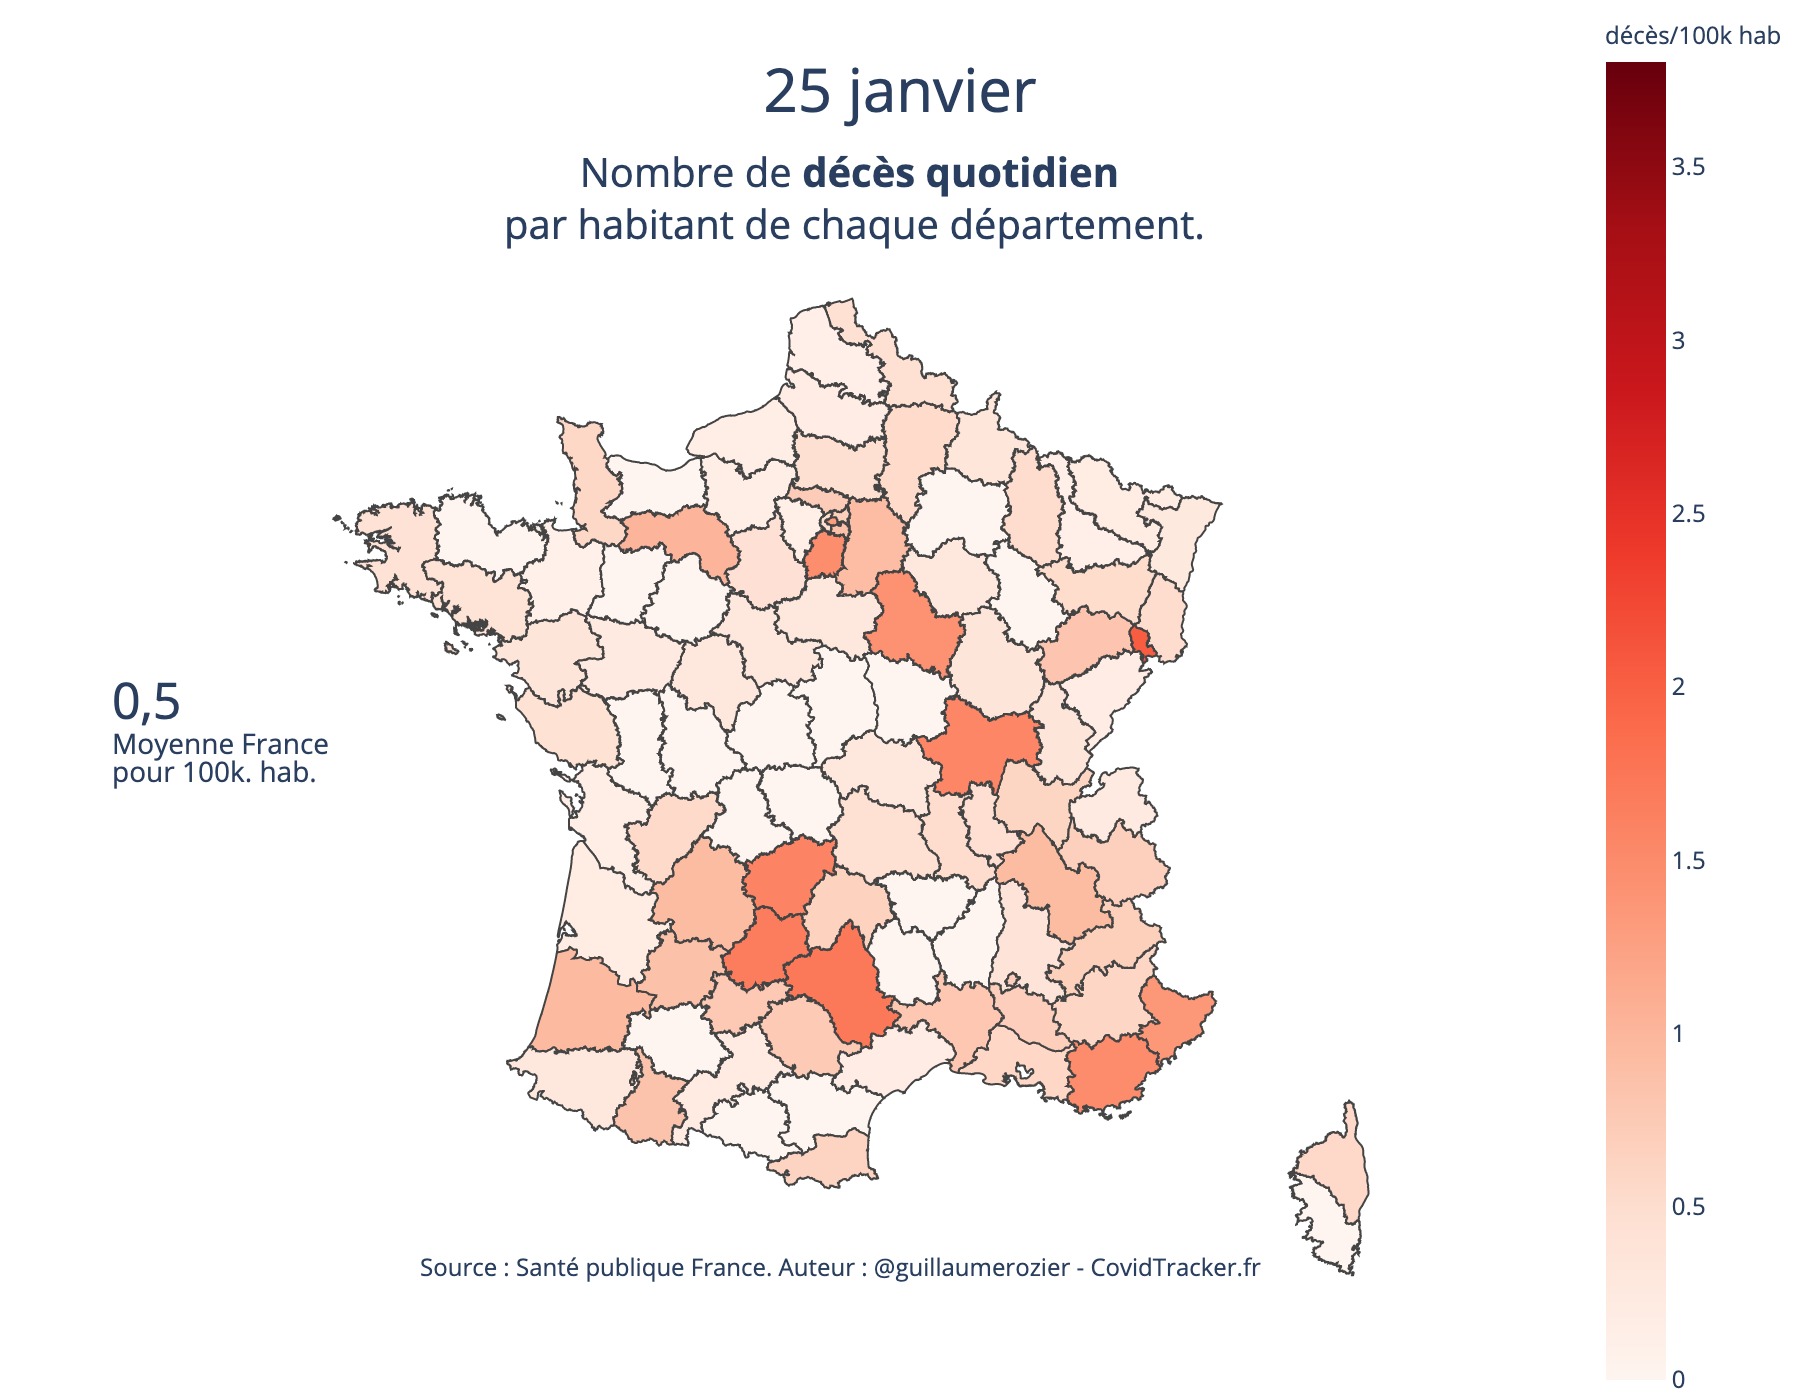 décès/100k hab
25 janvier
Nombre de décès quotidien
par habitant de chaque département.
3.5
3
2.5
2
0,5
Moyenne France
pour 100k. hab.
1.5
1
0.5
Source : Santé publique France. Auteur : @guillaumerozier - CovidTracker.fr
0